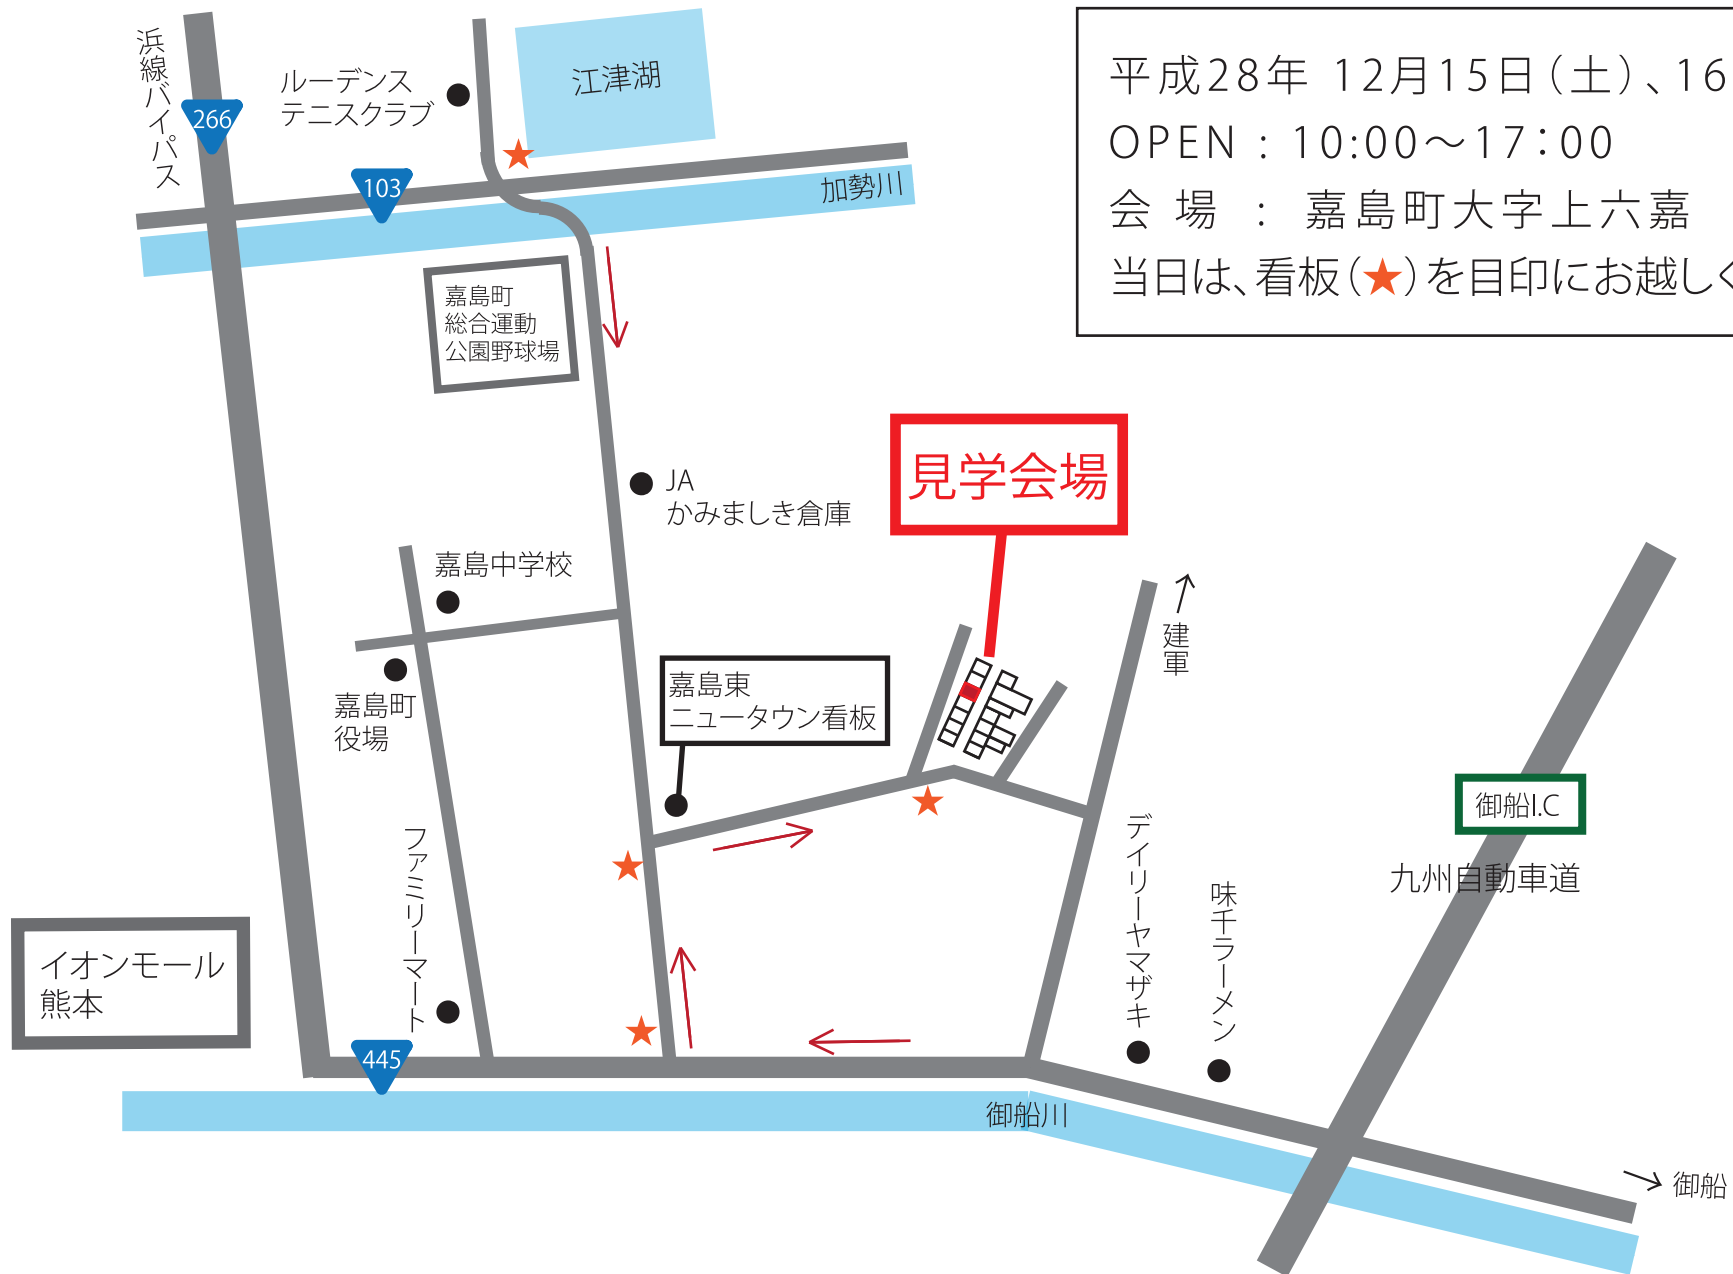 平成28年 12月15日（土）、16
OPEN : 10:00～17：00
会 場 ： 嘉島町大字上六嘉
当日は、看板（★）を目印にお越しく
浜線バイパス
266
ルーデンス
テニスクラブ
江津湖
103
加勢川
嘉島町
総合運動
公園野球場
JA
かみましき倉庫
見学会場
嘉島中学校
建軍
嘉島町
役場
嘉島東
ニュータウン看板
御船I.C
九州自動車道
ファミリーマート
デイリーヤマザキ
味千ラーメン
イオンモール
熊本
445
御船川
御船